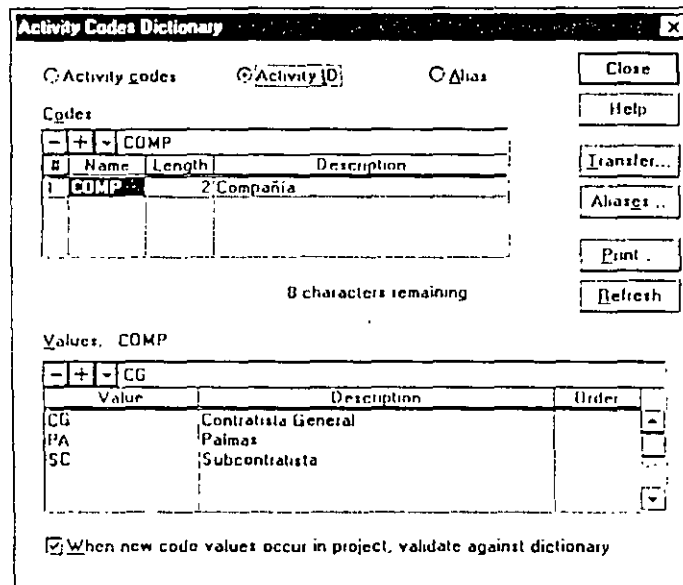 Activity Codes Dictionary
Activity codes Activity ID Alias
Close
Help
Codes
COMP
# Name Length Description
1 COMP 2 Compañía
Transfer...
Aliases ..
Print .
Refresh
8 characters remaining
Values, COMP
CG
Value Description Order
CG Contratista General
PA Palmas
SC Subcontratista
When new code values occur in project, validate against dictionary